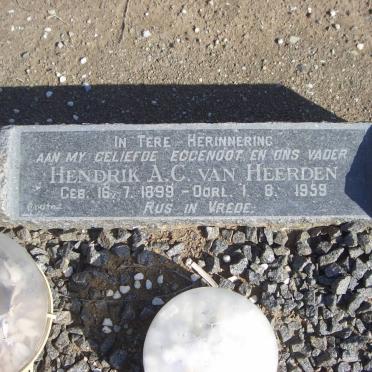 IN TERE HERINNERING
AAN MY GELIEFDE EGGENOOT EN ONS VADER
HENDRIK A.C. VAN HEERDEN
GEB. 16. 7. 1899 - OORL. 1. 8. 1959
RUS IN VREDE.